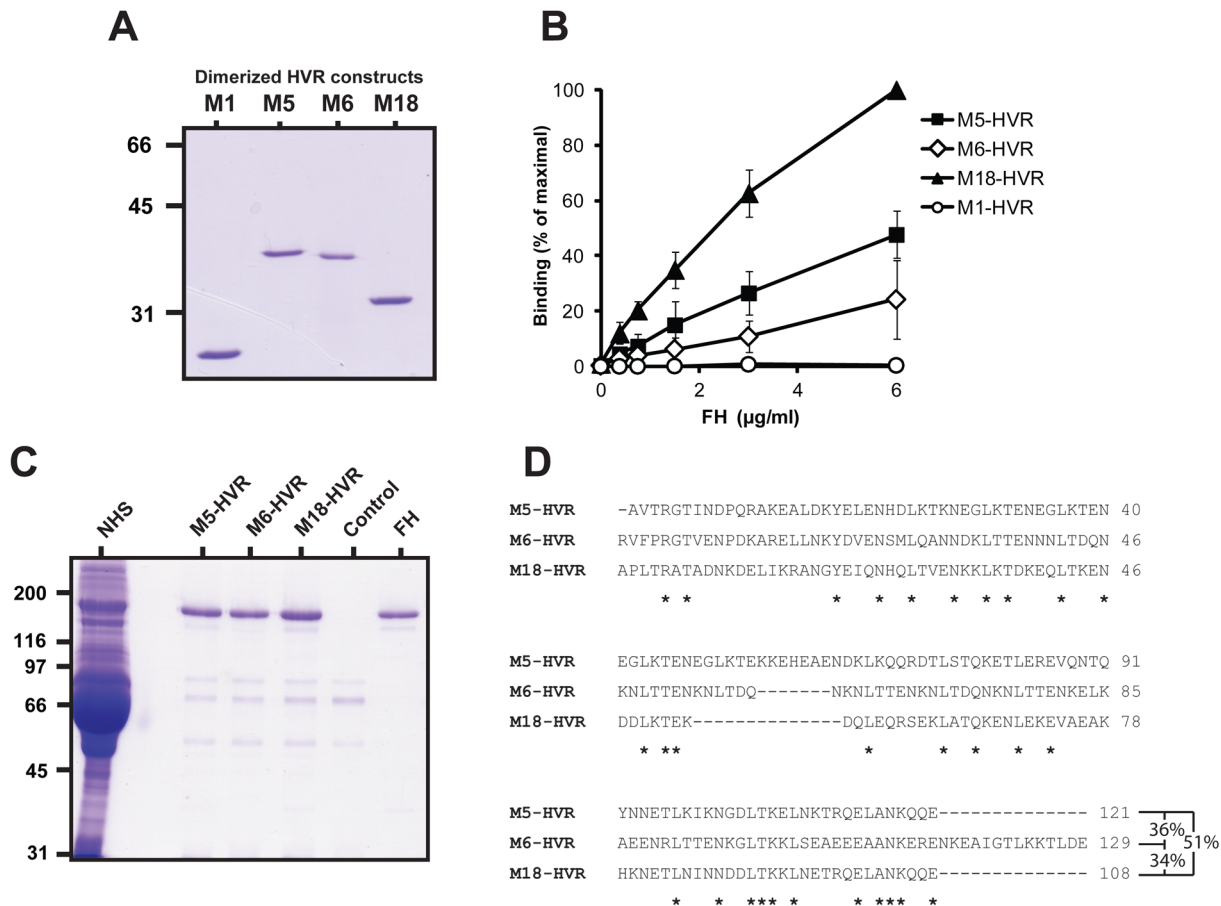 A
Dimerized HVR constructs
M1 M5 M6 M18
66
45
31
B
Binding (% of maximal)
100
80
60
40
20
0
0 2 4 6
FH (µg/ml)
M5-HVR
M6-HVR
M18-HVR
M1-HVR
C
NHS M5-HVR M6-HVR M18-HVR Control FH
200
116
97
66
45
31
D
M5-HVR -AVTRGTINDPQRAKEALDKYELENHDLKTKNEGLKTENEGLKTEN 40
M6-HVR RVFPRGTVENPDKARELLNKYDVENSMLQANNDKLTTENNNLTDQN 46
M18-HVR APLTRATADNKDELIKRANGYEIQNHQLTVENKKLKTDKEQLTKEN 46
* * * * * * * * * *
M5-HVR EGLKTENEGLKTEKKEHEAENDKLKQQRDTLSTQKETLEREVQNTQ 91
M6-HVR KNLTTENKNLTDQ-------NKNLTTENKNLTDQNKNLTTENKELK 85
M18-HVR DDLKTEK--------------DQLEQRSEKLATQKENLEKEVAEAK 78
* ** * * * * *
M5-HVR YNNETLKIKNGDLTKELNKTRQELANKQQE-------------- 121
M6-HVR AEENRLTTENKGLTKKLSEAEEEAANKERENKEAIGTLKKTLDE 129
M18-HVR HKNETLNINNDDLTKKLNETRQELANKQQE-------------- 108
* * *** * * *** *
36%
34%
51%